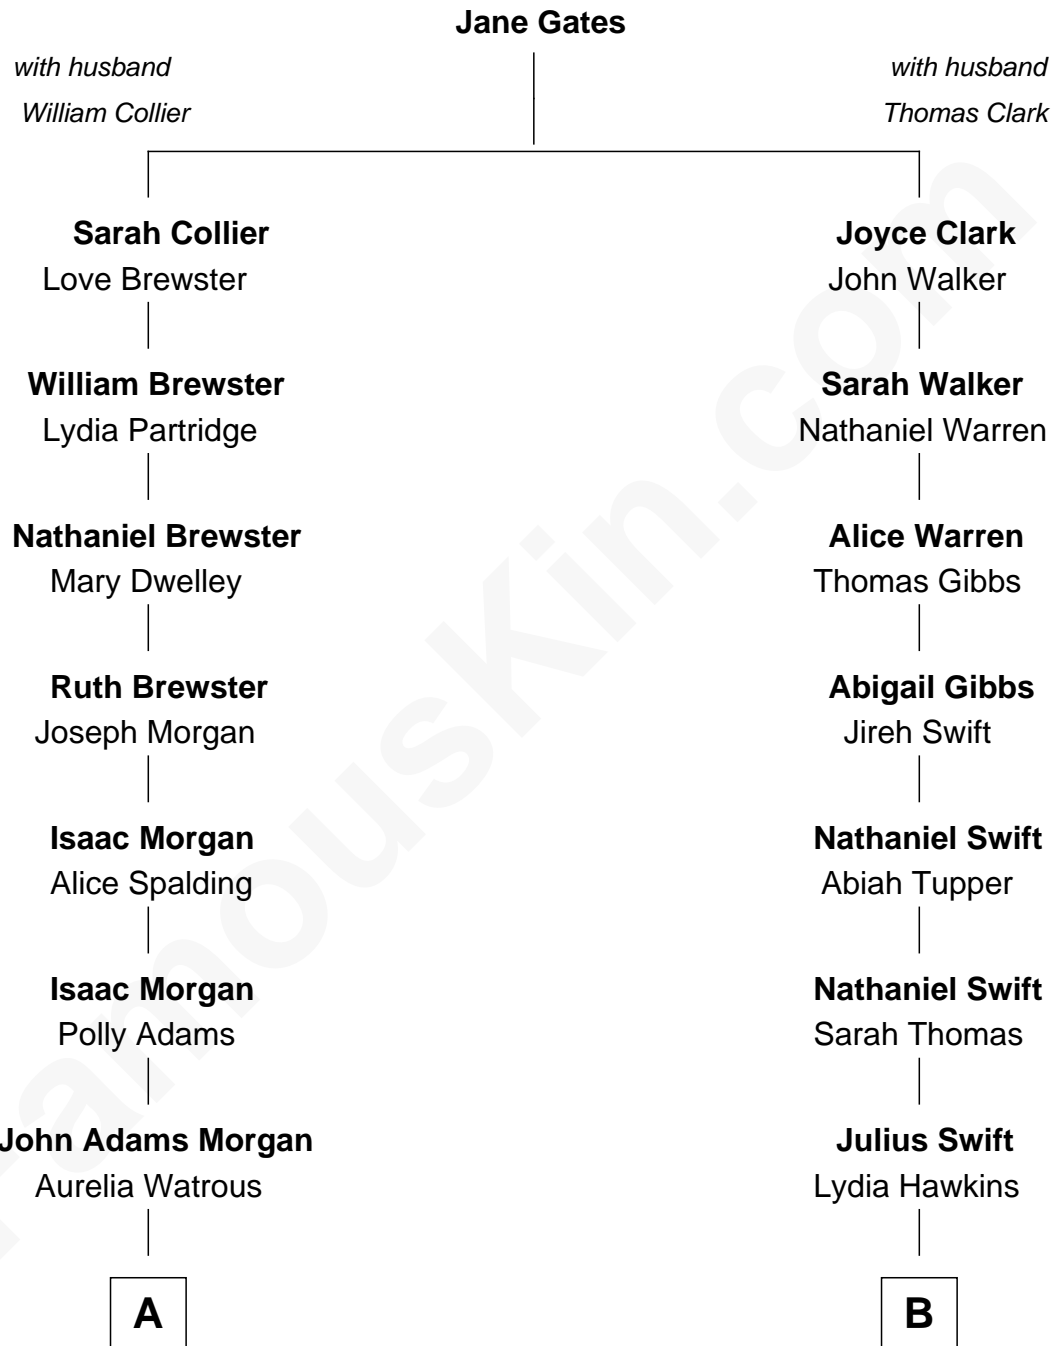 Jane Gates
with husband
William Collier
with husband
Thomas Clark
Sarah Collier
Love Brewster
Joyce Clark
John Walker
William Brewster
Lydia Partridge
Sarah Walker
Nathaniel Warren
Nathaniel Brewster
Mary Dwelley
Alice Warren
Thomas Gibbs
Ruth Brewster
Joseph Morgan
Abigail Gibbs
Jireh Swift
Isaac Morgan
Alice Spalding
Nathaniel Swift
Abiah Tupper
Isaac Morgan
Polly Adams
Nathaniel Swift
Sarah Thomas
John Adams Morgan
Aurelia Watrous
Julius Swift
Lydia Hawkins
A
B
FamousKin.com